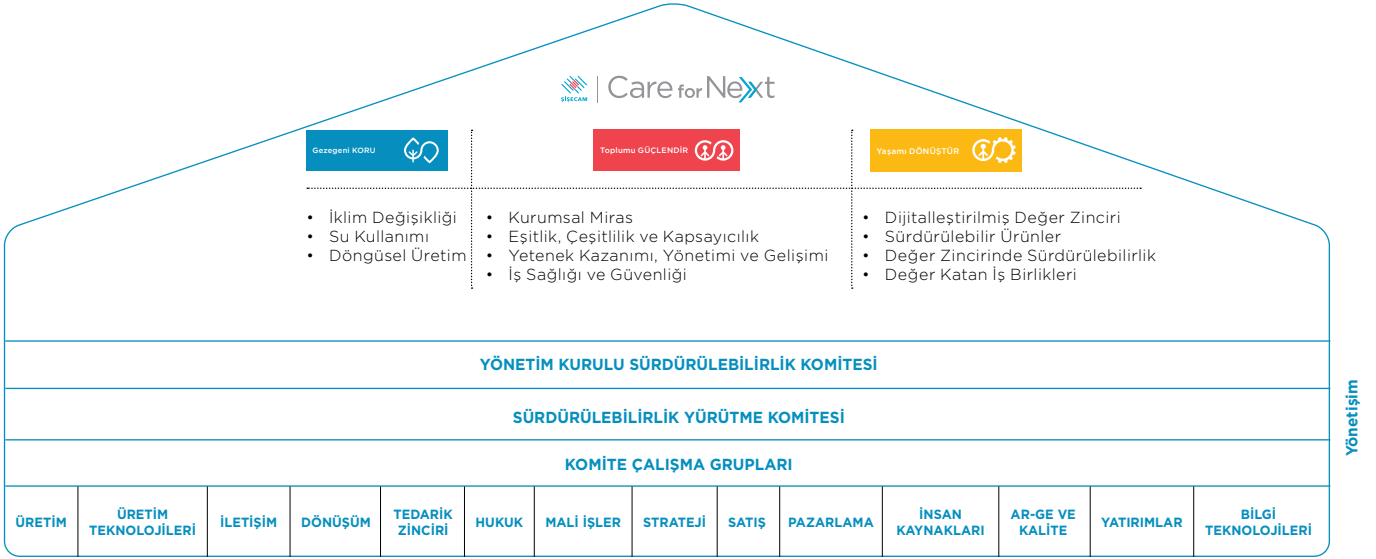 ŞİŞECAM | Care for Next
Gezegeni KORU
Toplumu GÜÇLENDİR
Yaşamı DÖNÜŞTÜR
• İklim Değişikliği
• Su Kullanımı
• Döngüsel Üretim
• Kurumsal Miras
• Eşitlik, Çeşitlilik ve Kapsayıcılık
• Yetenek Kazanımı, Yönetimi ve Gelişimi
• İş Sağlığı ve Güvenliği
• Dijitalleştirilmiş Değer Zinciri
• Sürdürülebilir Ürünler
• Değer Zincirinde Sürdürülebilirlik
• Değer Katan İş Birlikleri
YÖNETİM KURULU SÜRDÜRÜLEBİLİRLİK KOMİTESİ
SÜRDÜRÜLEBİLİRLİK YÜRÜTME KOMİTESİ
KOMİTE ÇALIŞMA GRUPLARI
ÜRETİM
ÜRETİM
TEKNOLOJİLERİ
İLETİŞİM
DÖNÜŞÜM
TEDARİK
ZİNCİRİ
HUKUK
MALİ İŞLER
STRATEJİ
SATIŞ
PAZARLAMA
İNSAN
KAYNAKLARI
AR-GE VE
KALİTE
YATIRIMLAR
BİLGİ
TEKNOLOJİLERİ
Yönetişim